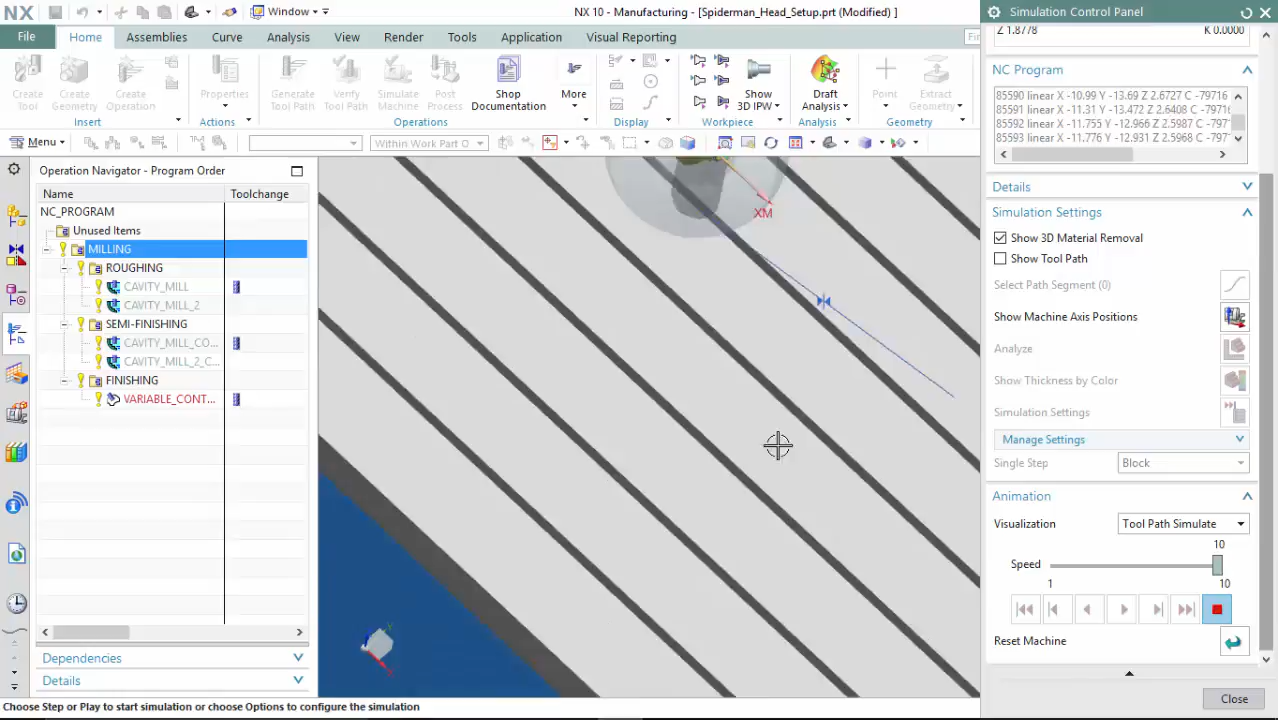 NX
Window
NX 10 - Manufacturing - [Spiderman_Head_Setup.prt (Modified) ]
Simulation Control Panel
File
Home
Assemblies
Curve
Analysis
View
Render
Tools
Application
Visual Reporting
Create Tool
Create Geometry
Create Operation
Insert
Properties
Actions
Generate Tool Path
Verify Tool Path
Simulate Machine
Post Process
Shop Documentation
More
Operations
Display
Show 3D IPW
Workpiece
Draft Analysis
Analysis
Point
Extract Geometry
Geometry
Menu
Within Work Part O
Operation Navigator - Program Order
Name
Toolchange
NC_PROGRAM
Unused Items
MILLING
ROUGHING
CAVITY_MILL
CAVITY_MILL_2
SEMI-FINISHING
CAVITY_MILL_CO...
CAVITY_MILL_2_C...
FINISHING
VARIABLE_CONT...
Dependencies
Details
XM
Z 1.8778
K 0.0000
NC Program
85590 linear X -10.99 Y -13.69 Z 2.6727 C -79716
85591 linear X -11.31 Y -13.472 Z 2.6408 C -7971
85592 linear X -11.755 Y -12.966 Z 2.5987 C -797
85593 linear X -11.776 Y -12.931 Z 2.5968 C -797
Details
Simulation Settings
Show 3D Material Removal
Show Tool Path
Select Path Segment (0)
Show Machine Axis Positions
Analyze
Show Thickness by Color
Simulation Settings
Manage Settings
Single Step
Block
Animation
Visualization
Tool Path Simulate
10
Speed
1
10
Reset Machine
Close
Choose Step or Play to start simulation or choose Options to configure the simulation